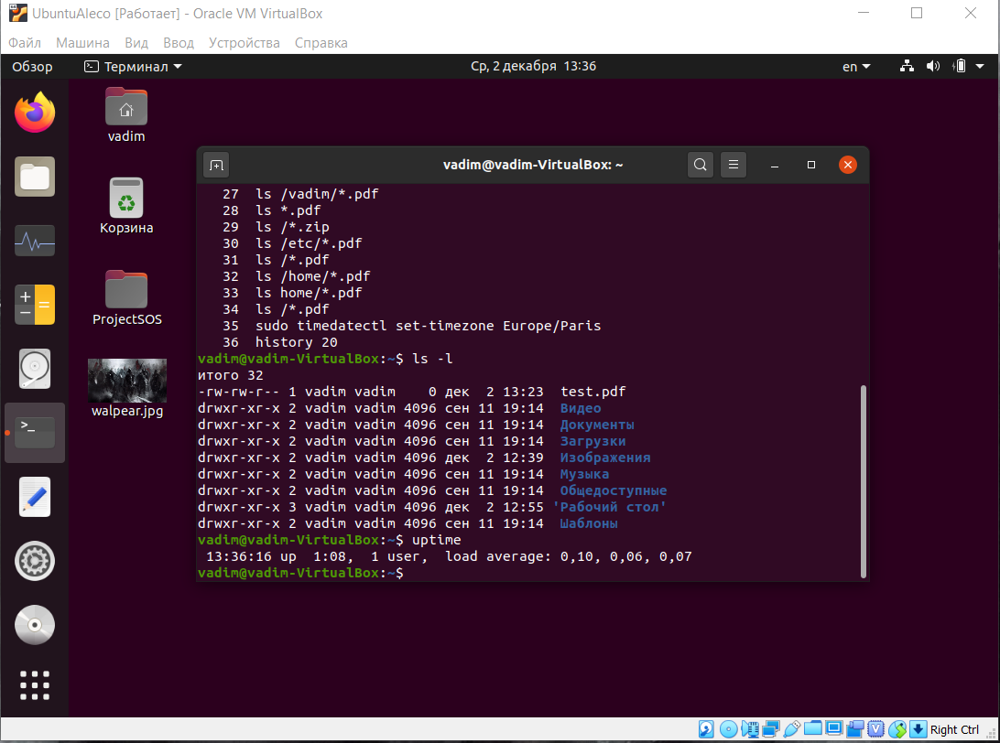 UbuntuAleco [Работает] - Oracle VM VirtualBox
Файл Машина Вид Ввод Устройства Справка
Обзор Терминал Ср, 2 декабря 13:36 en
vadim
Корзина
ProjectSOS
walpear.jpg
vadim@vadim-VirtualBox: ~
27 ls /vadim/*.pdf
28 ls *.pdf
29 ls /*.zip
30 ls /etc/*.pdf
31 ls /*.pdf
32 ls /home/*.pdf
33 ls home/*.pdf
34 ls /*.pdf
35 sudo timedatectl set-timezone Europe/Paris
36 history 20
vadim@vadim-VirtualBox:~$ ls -l
итого 32
-rw-rw-r-- 1 vadim vadim 0 дек 2 13:23 test.pdf
drwxr-xr-x 2 vadim vadim 4096 сен 11 19:14 Видео
drwxr-xr-x 2 vadim vadim 4096 сен 11 19:14 Документы
drwxr-xr-x 2 vadim vadim 4096 сен 11 19:14 Загрузки
drwxr-xr-x 2 vadim vadim 4096 дек 2 12:39 Изображения
drwxr-xr-x 2 vadim vadim 4096 сен 11 19:14 Музыка
drwxr-xr-x 2 vadim vadim 4096 сен 11 19:14 Общедоступные
drwxr-xr-x 3 vadim vadim 4096 дек 2 12:55 'Рабочий стол'
drwxr-xr-x 2 vadim vadim 4096 сен 11 19:14 Шаблоны
vadim@vadim-VirtualBox:~$ uptime
13:36:16 up 1:08, 1 user, load average: 0,10, 0,06, 0,07
vadim@vadim-VirtualBox:~$
Right Ctrl